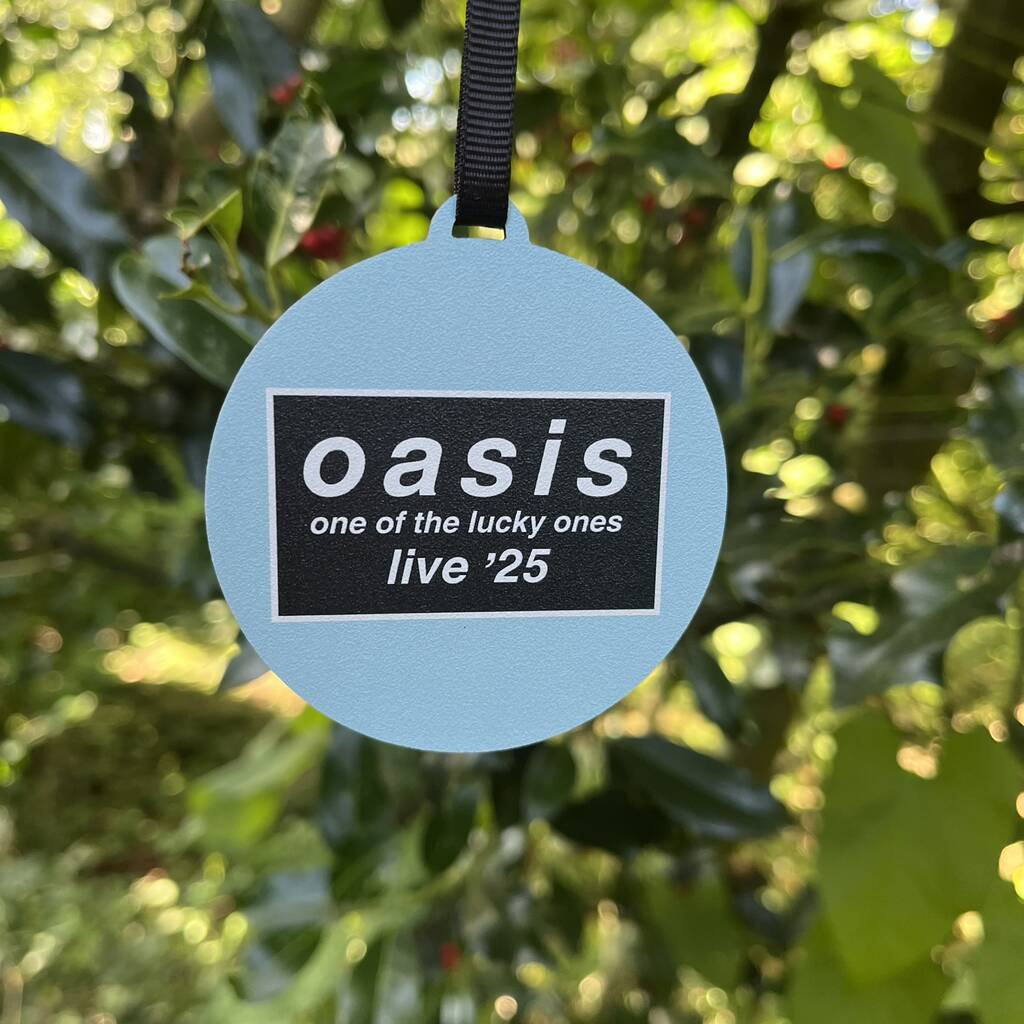 oasis
one of the lucky ones
live ’25